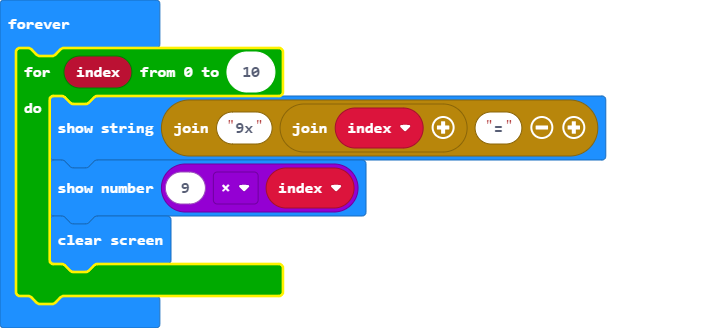 forever
for index from 0 to 10
do
show string join "9x" join index "="
show number 9 × index
clear screen